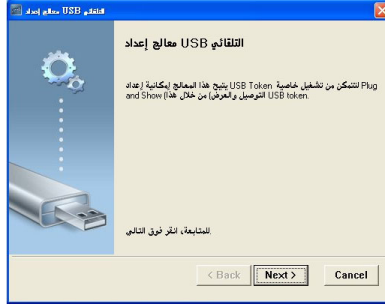 التلقائي USB معالج إعداد
التلقائي USB معالج إعداد
Plug لتتمكن من تشغيل خاصية USB Token يتيح هذا المعالج إمكانية إعداد
and Show (التوصيل والعرض) من خلال هذا USB token.
للمتابعة، انقر فوق التالي.
< Back
Next >
Cancel